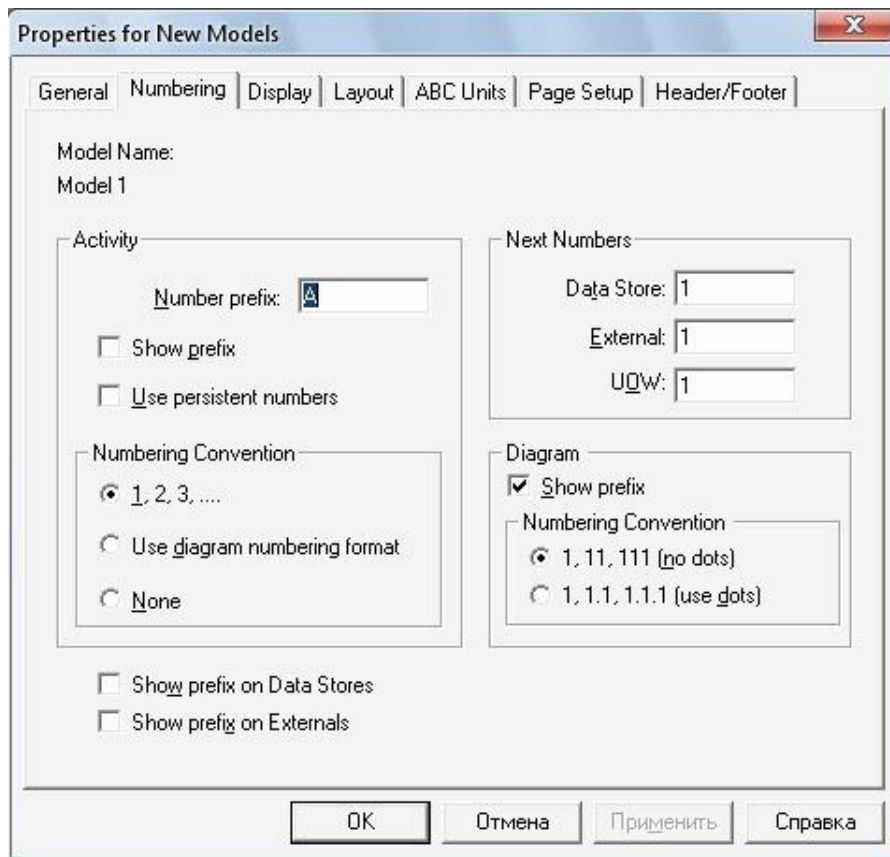 Properties for New Models
General Numbering Display Layout ABC Units Page Setup Header/Footer
Model Name:
Model 1
Activity
Number prefix: A
Show prefix
Use persistent numbers
Numbering Convention
1, 2, 3, ....
Use diagram numbering format
None
Next Numbers
Data Store: 1
External: 1
UOW: 1
Diagram
Show prefix
Numbering Convention
1, 11, 111 (no dots)
1, 1.1, 1.1.1 (use dots)
Show prefix on Data Stores
Show prefix on Externals
OK Отмена Применить Справка